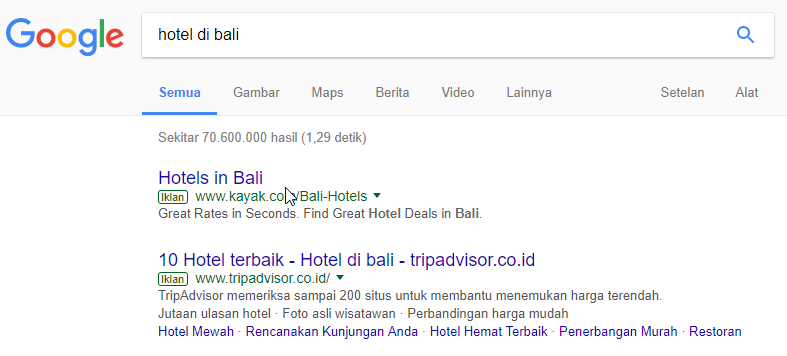 Google
hotel di bali
Semua Gambar Maps Berita Video Lainnya Setelan Alat
Sekitar 70.600.000 hasil (1,29 detik)
Hotels in Bali
Iklan www.kayak.com/Bali-Hotels
Great Rates in Seconds. Find Great Hotel Deals in Bali.
10 Hotel terbaik - Hotel di bali - tripadvisor.co.id
Iklan www.tripadvisor.co.id/
TripAdvisor memeriksa sampai 200 situs untuk membantu menemukan harga terendah.
Jutaan ulasan hotel · Foto asli wisatawan · Perbandingan harga mudah
Hotel Mewah · Rencanakan Kunjungan Anda · Hotel Hemat Terbaik · Penerbangan Murah · Restoran